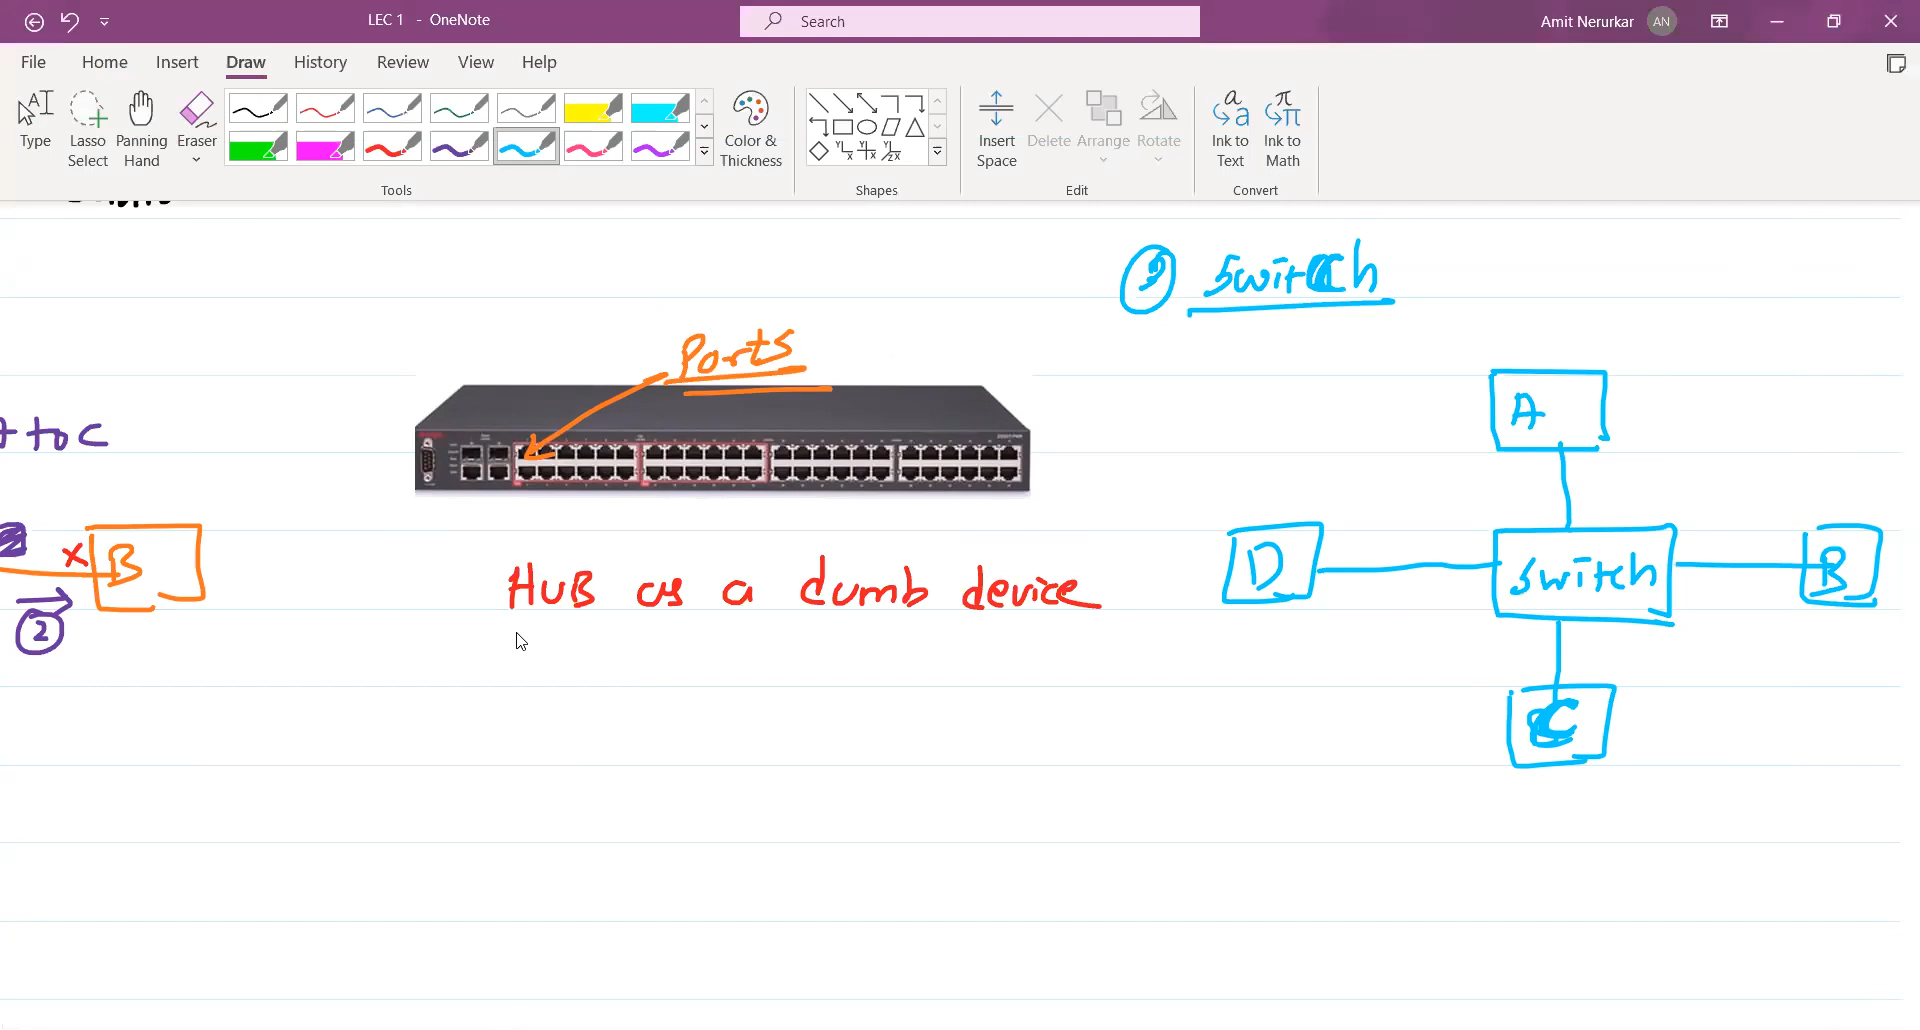 LEC 1 - OneNote
Search
Amit Nerurkar AN
File Home Insert Draw History Review View Help
Type
Lasso Select
Panning Hand
Eraser
Color & Thickness
Insert Space
Delete
Arrange
Rotate
Ink to Text
Ink to Math
Tools
Shapes
Edit
Convert
Switch
Ports
A
to C
B
2
HUB as a dumb device
D
Switch
B
C